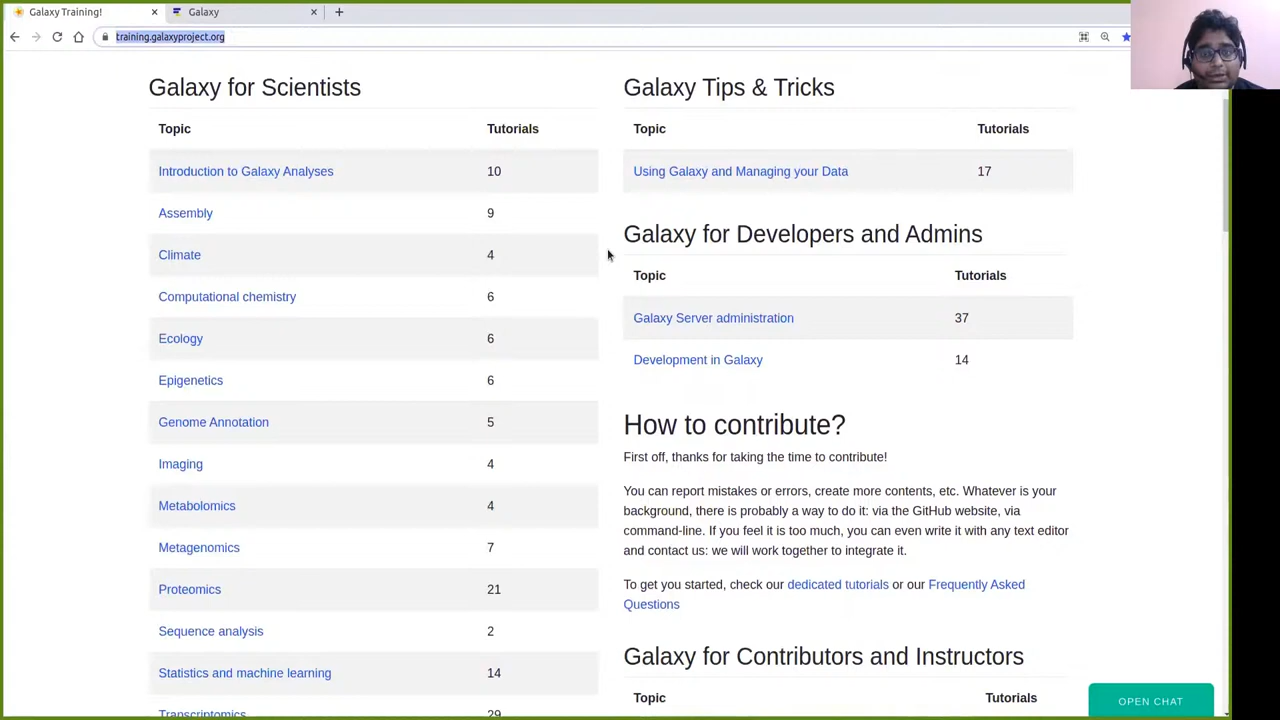 Galaxy Training!
Galaxy
training.galaxyproject.org
Galaxy for Scientists
Topic Tutorials
Introduction to Galaxy Analyses 10
Assembly 9
Climate 4
Computational chemistry 6
Ecology 6
Epigenetics 6
Genome Annotation 5
Imaging 4
Metabolomics 4
Metagenomics 7
Proteomics 21
Sequence analysis 2
Statistics and machine learning 14
Transcriptomics 29
Galaxy Tips & Tricks
Topic Tutorials
Using Galaxy and Managing your Data 17
Galaxy for Developers and Admins
Topic Tutorials
Galaxy Server administration 37
Development in Galaxy 14
How to contribute?
First off, thanks for taking the time to contribute!
You can report mistakes or errors, create more contents, etc. Whatever is your
background, there is probably a way to do it: via the GitHub website, via
command-line. If you feel it is too much, you can even write it with any text editor
and contact us: we will work together to integrate it.
To get you started, check our dedicated tutorials or our Frequently Asked
Questions
Galaxy for Contributors and Instructors
Topic Tutorials
OPEN CHAT